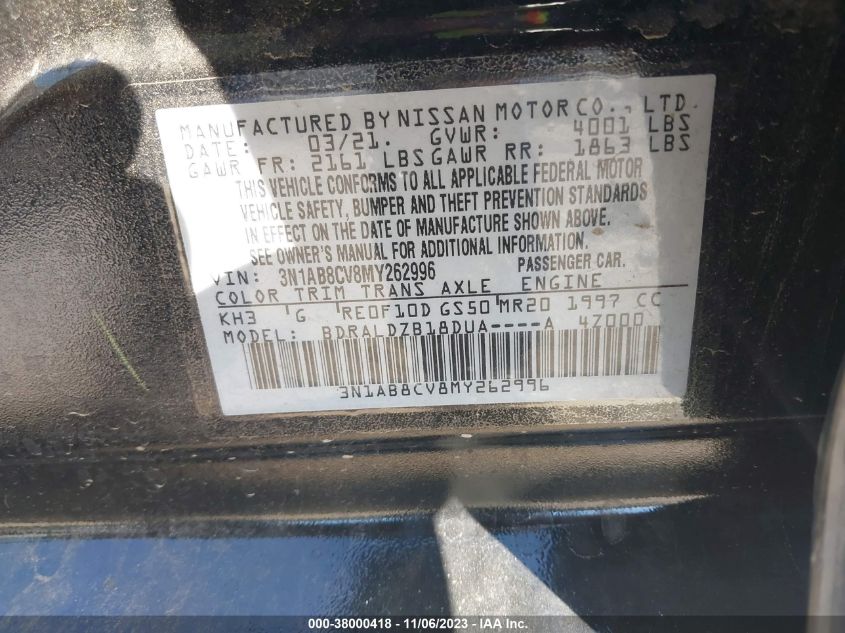 MANUFACTURED BY NISSAN MOTOR CO., LTD.
DATE: 03/21. GVWR: 4001 LBS
GAWR FR: 2161 LBS GAWR RR: 1863 LBS
THIS VEHICLE CONFORMS TO ALL APPLICABLE FEDERAL MOTOR
VEHICLE SAFETY, BUMPER AND THEFT PREVENTION STANDARDS
IN EFFECT ON THE DATE OF MANUFACTURE SHOWN ABOVE.
SEE OWNER'S MANUAL FOR ADDITIONAL INFORMATION.
VIN: 3N1AB8CV8MY262996 PASSENGER CAR.
COLOR TRIM TRANS AXLE ENGINE
KH3 G RE0F10D GS50 MR20 1997 CC
MODEL: BDRALDZB18DUA----A 4Z000
3N1AB8CV8MY262996
000-38000418 - 11/06/2023 - IAA Inc.